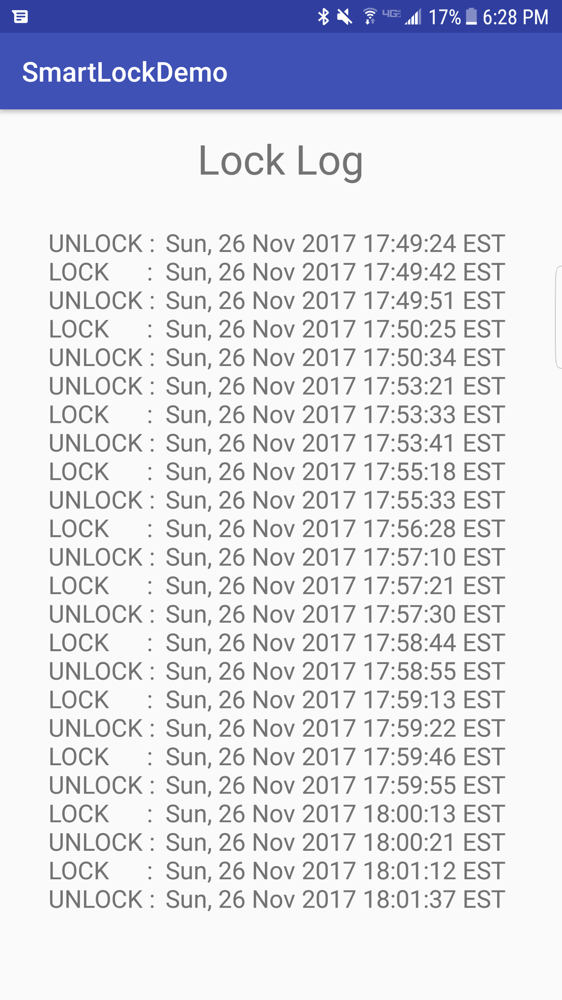 4G LTE 17% 6:28 PM
SmartLockDemo
Lock Log
UNLOCK : Sun, 26 Nov 2017 17:49:24 EST
LOCK : Sun, 26 Nov 2017 17:49:42 EST
UNLOCK : Sun, 26 Nov 2017 17:49:51 EST
LOCK : Sun, 26 Nov 2017 17:50:25 EST
UNLOCK : Sun, 26 Nov 2017 17:50:34 EST
UNLOCK : Sun, 26 Nov 2017 17:53:21 EST
LOCK : Sun, 26 Nov 2017 17:53:33 EST
UNLOCK : Sun, 26 Nov 2017 17:53:41 EST
LOCK : Sun, 26 Nov 2017 17:55:18 EST
UNLOCK : Sun, 26 Nov 2017 17:55:33 EST
LOCK : Sun, 26 Nov 2017 17:56:28 EST
UNLOCK : Sun, 26 Nov 2017 17:57:10 EST
LOCK : Sun, 26 Nov 2017 17:57:21 EST
UNLOCK : Sun, 26 Nov 2017 17:57:30 EST
LOCK : Sun, 26 Nov 2017 17:58:44 EST
UNLOCK : Sun, 26 Nov 2017 17:58:55 EST
LOCK : Sun, 26 Nov 2017 17:59:13 EST
UNLOCK : Sun, 26 Nov 2017 17:59:22 EST
LOCK : Sun, 26 Nov 2017 17:59:46 EST
UNLOCK : Sun, 26 Nov 2017 17:59:55 EST
LOCK : Sun, 26 Nov 2017 18:00:13 EST
UNLOCK : Sun, 26 Nov 2017 18:00:21 EST
LOCK : Sun, 26 Nov 2017 18:01:12 EST
UNLOCK : Sun, 26 Nov 2017 18:01:37 EST